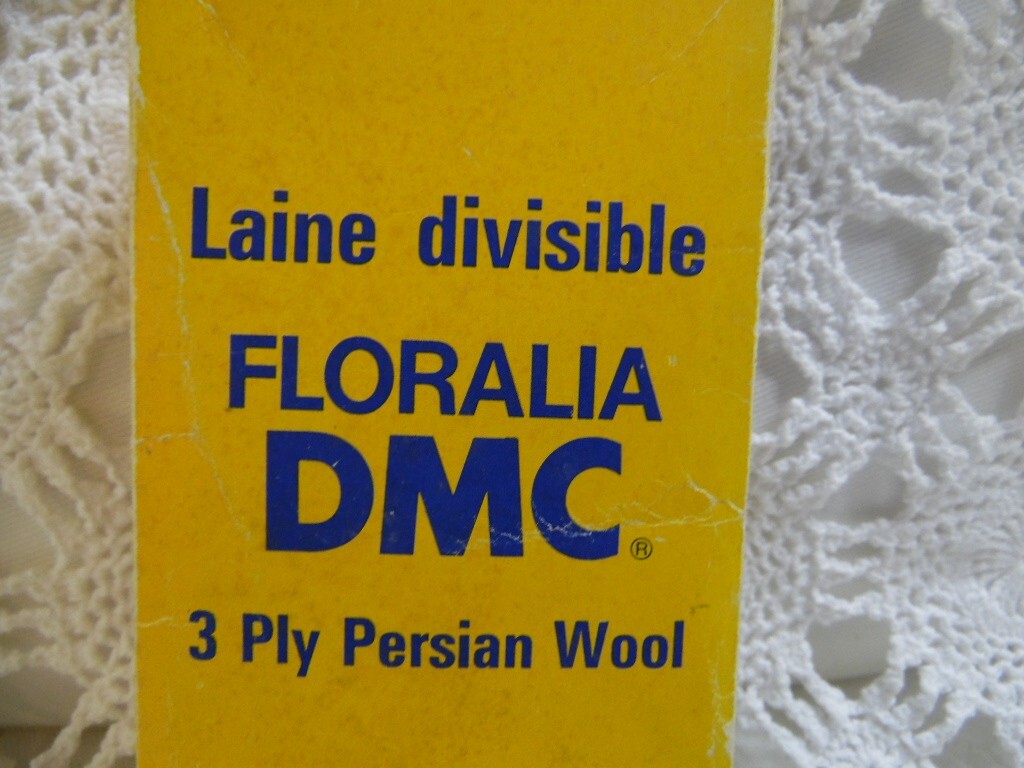 Laine divisible
FLORALIA
DMC®
3 Ply Persian Wool